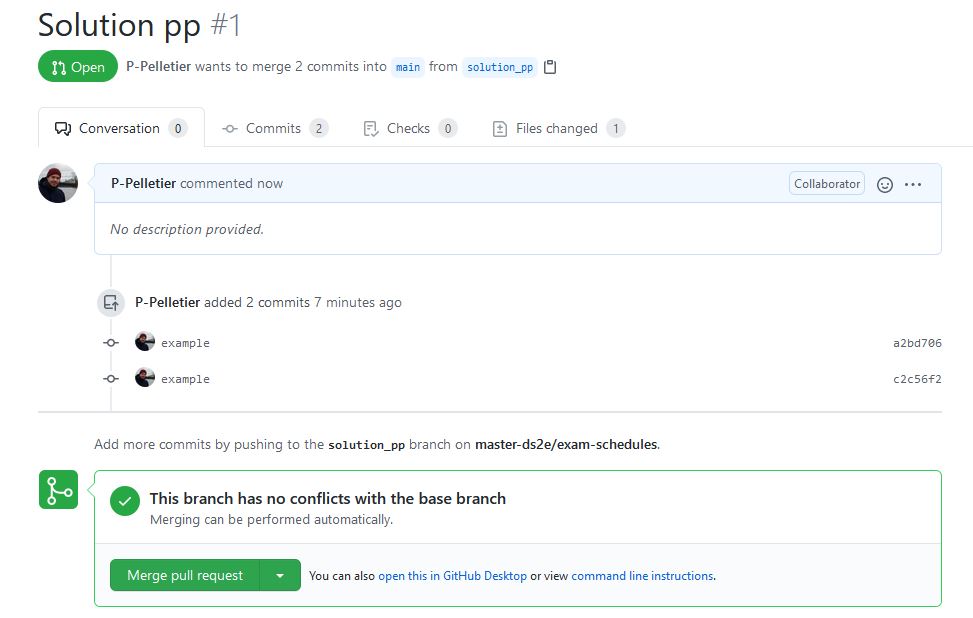 Solution pp #1
Open P-Pelletier wants to merge 2 commits into main from solution_pp
Conversation 0 Commits 2 Checks 0 Files changed 1
P-Pelletier commented now Collaborator
No description provided.
P-Pelletier added 2 commits 7 minutes ago
example a2bd706
example c2c56f2
Add more commits by pushing to the solution_pp branch on master-ds2e/exam-schedules.
This branch has no conflicts with the base branch
Merging can be performed automatically.
Merge pull request You can also open this in GitHub Desktop or view command line instructions.